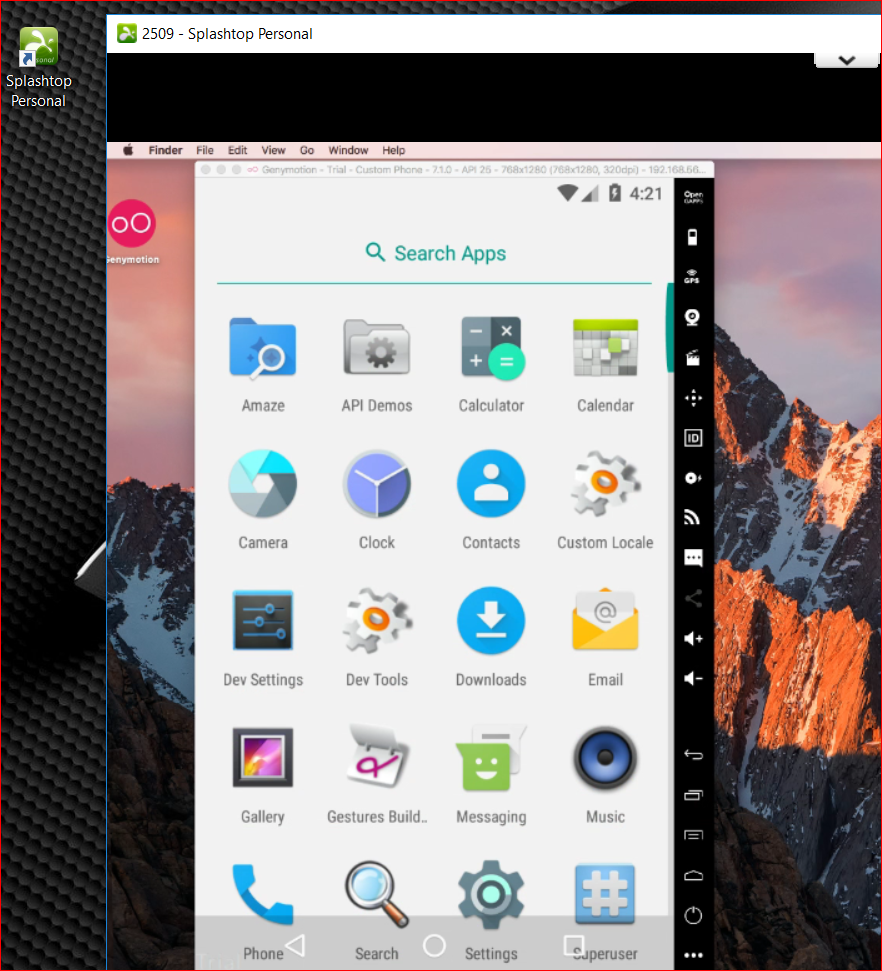 2509 - Splashtop Personal
Splashtop
Personal
Finder File Edit View Go Window Help
Genymotion - Trial - Custom Phone - 7.1.0 - API 25 - 768x1280 (768x1280, 320dpi) - 192.168.56...
4:21
Open
GAPPS
Search Apps
Genymotion
GPS
Amaze API Demos Calculator Calendar
ID
Camera Clock Contacts Custom Locale
Dev Settings Dev Tools Downloads Email
Gallery Gestures Build.. Messaging Music
Phone Search Settings Superuser
Trial